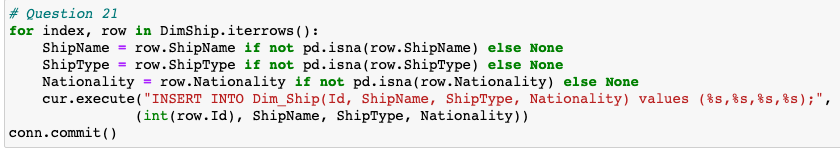 # Question 21
for index, row in DimShip.iterrows():
    ShipName = row.ShipName if not pd.isna(row.ShipName) else None
    ShipType = row.ShipType if not pd.isna(row.ShipType) else None
    Nationality = row.Nationality if not pd.isna(row.Nationality) else None
    cur.execute("INSERT INTO Dim_Ship(Id, ShipName, ShipType, Nationality) values (%s,%s,%s,%s);",
               (int(row.Id), ShipName, ShipType, Nationality))
conn.commit()